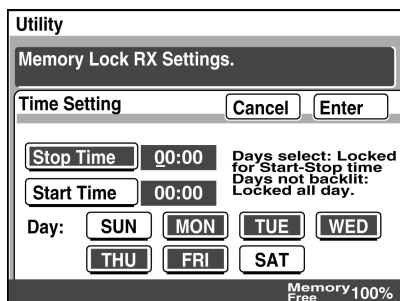 Utility
Memory Lock RX Settings.
Time Setting
Cancel
Enter
Stop Time
00:00
Days select: Locked
for Start-Stop time
Days not backlit:
Locked all day.
Start Time
00:00
Day:
SUN
MON
TUE
WED
THU
FRI
SAT
Memory
Free
100%